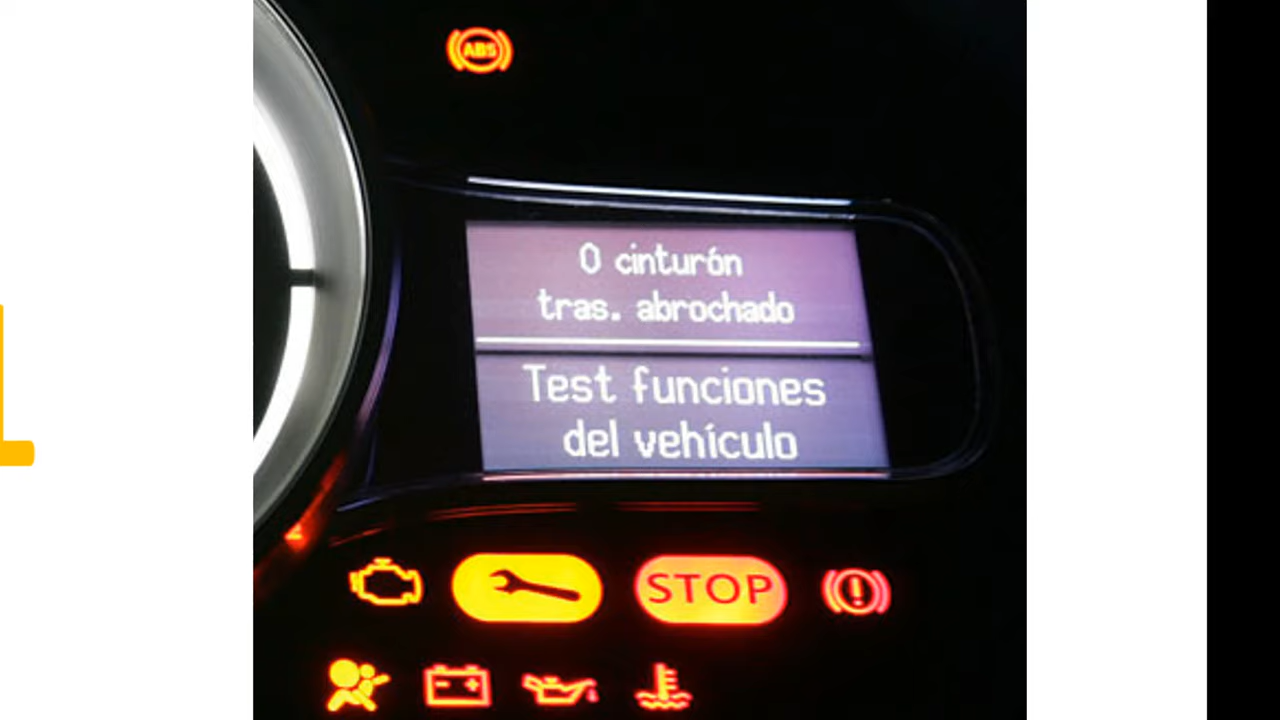 ABS
0 cinturón
tras. abrochado
Test funciones
del vehículo
STOP